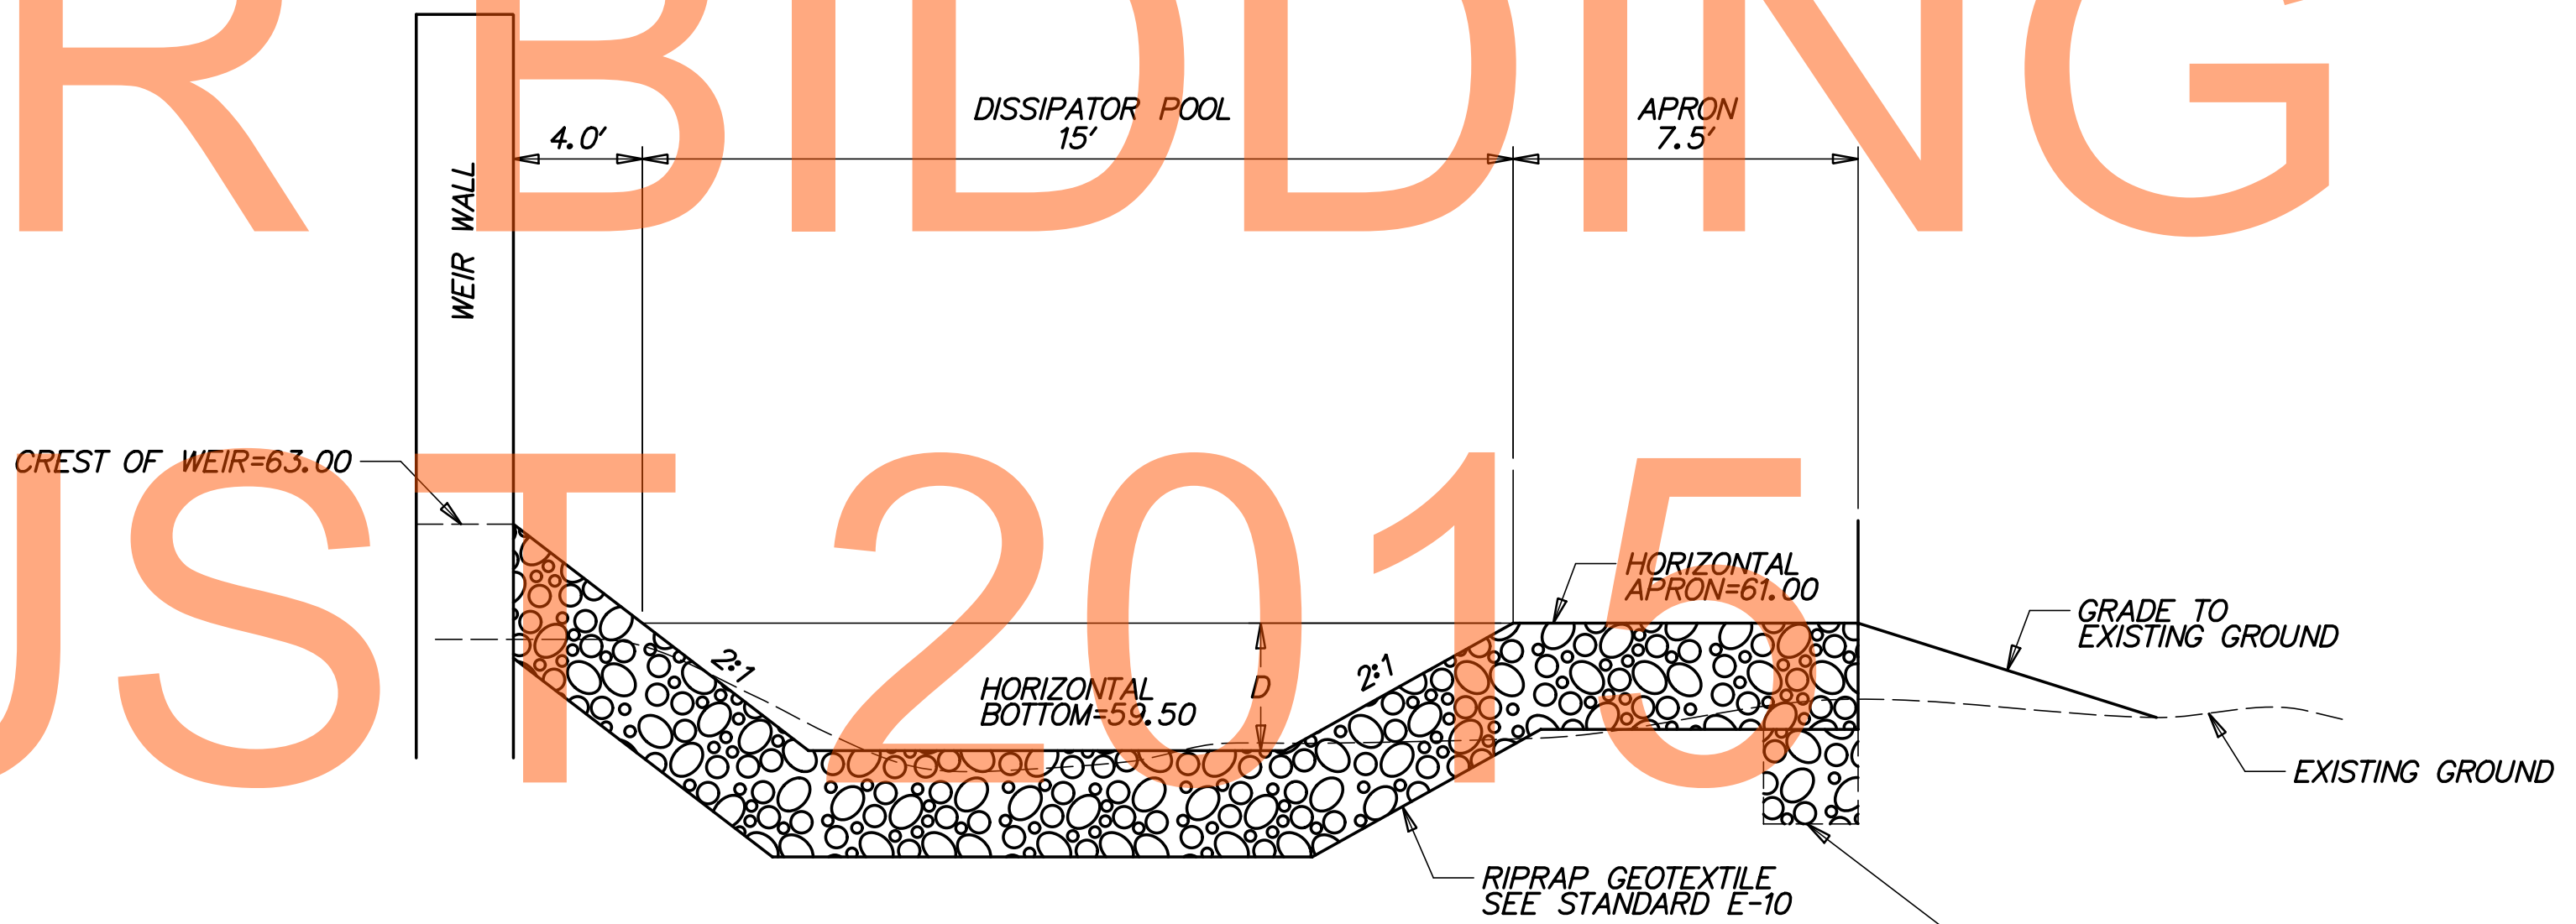 R BIDDING
DISSIPATOR POOL
15'
APRON
7.5'
4.0'
WEIR WALL
CREST OF WEIR=63.00
UST 2015
HORIZONTAL
APRON=61.00
GRADE TO
EXISTING GROUND
2:1
HORIZONTAL
BOTTOM=59.50
D
2:1
EXISTING GROUND
RIPRAP GEOTEXTILE
SEE STANDARD E-10